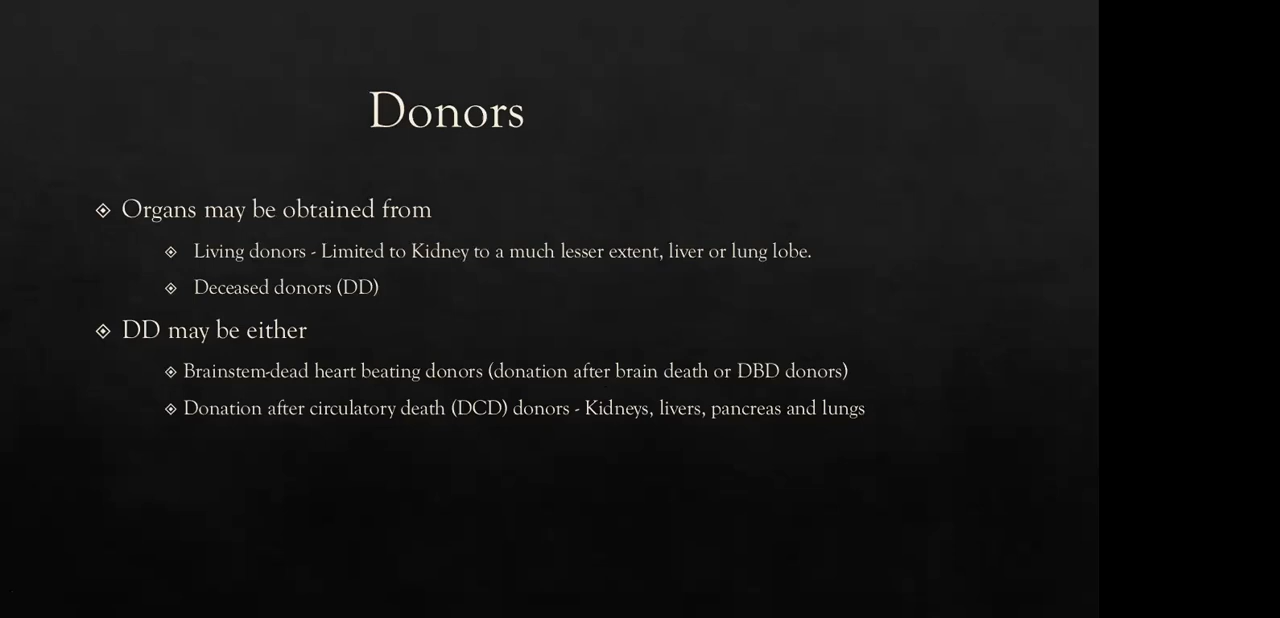 Donors
Organs may be obtained from
Living donors - Limited to Kidney to a much lesser extent, liver or lung lobe.
Deceased donors (DD)
DD may be either
Brainstem-dead heart beating donors (donation after brain death or DBD donors)
Donation after circulatory death (DCD) donors - Kidneys, livers, pancreas and lungs